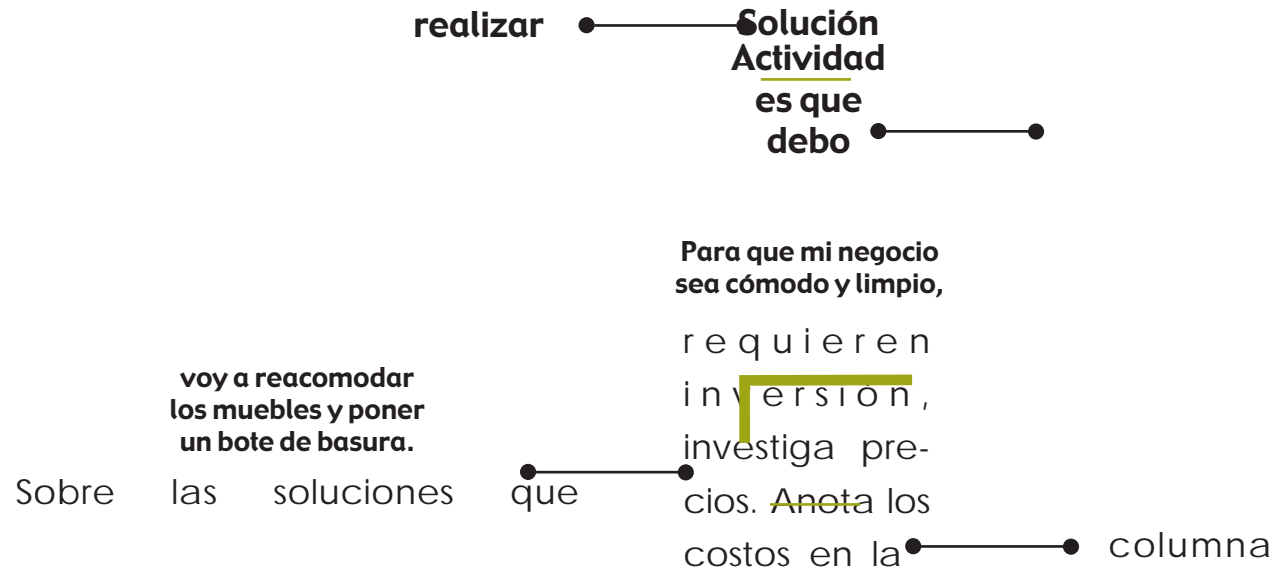 realizar
Solución
Actividad
es que
debo
Para que mi negocio
sea cómodo y limpio,
voy a reacomodar
los muebles y poner
un bote de basura.
Sobre las soluciones que
requieren
inversión,
investiga pre-
cios. Anota los
costos en la
columna